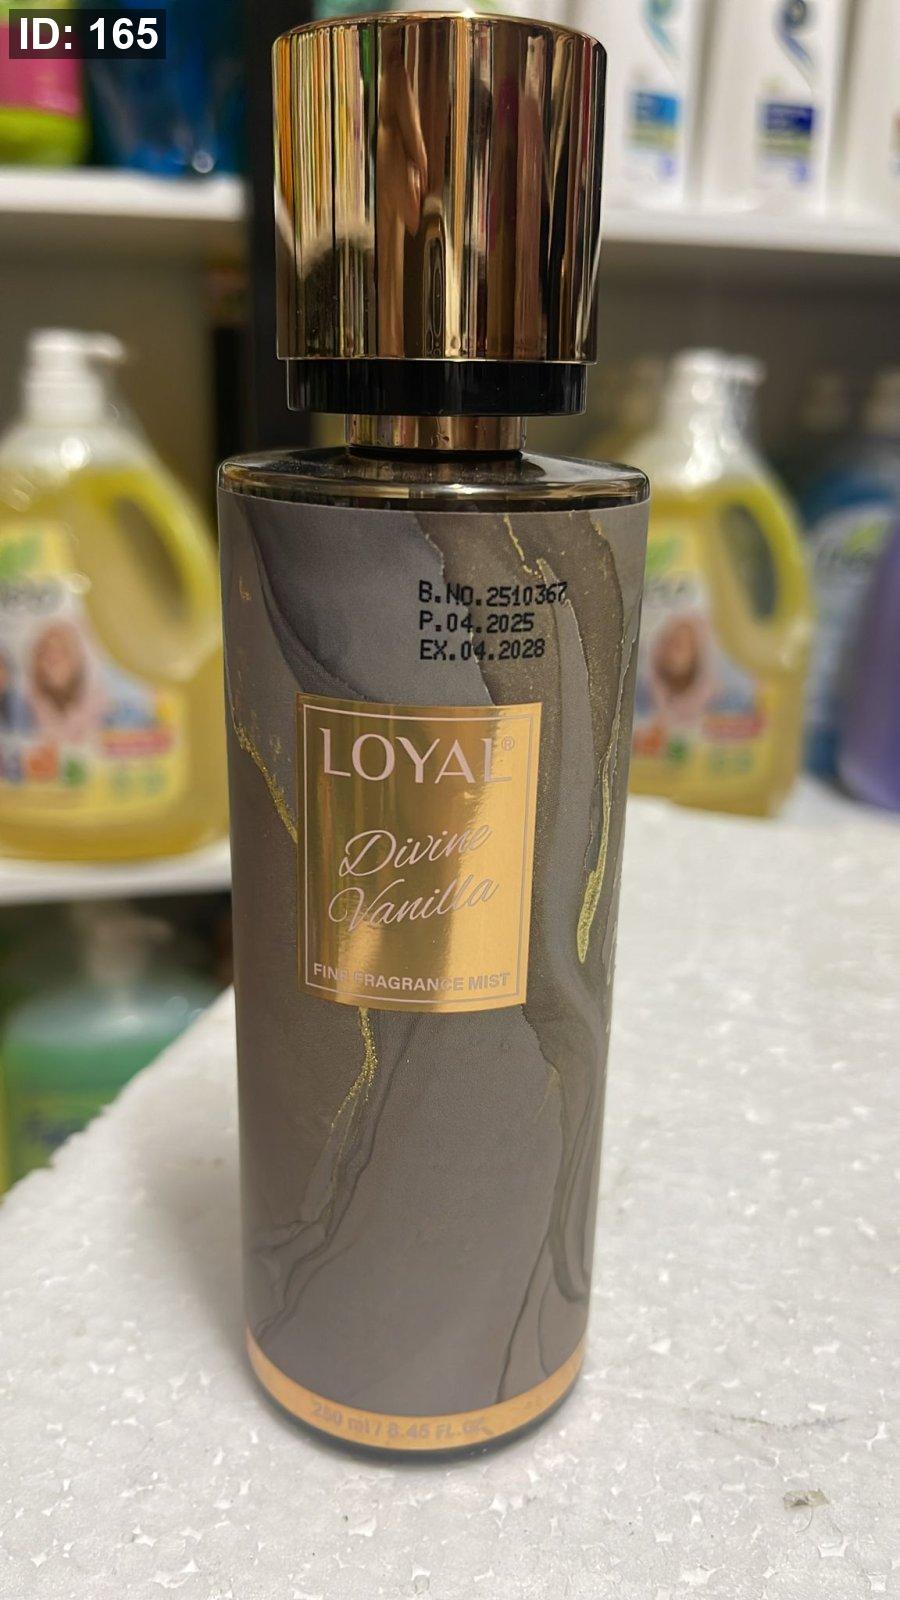 ID: 165
B.NO.2510367
P.04.2025
EX.04.2028
LOYAL®
Divine
Vanilla
FINE FRAGRANCE MIST
250 ml / 8.45 FL.OZ.